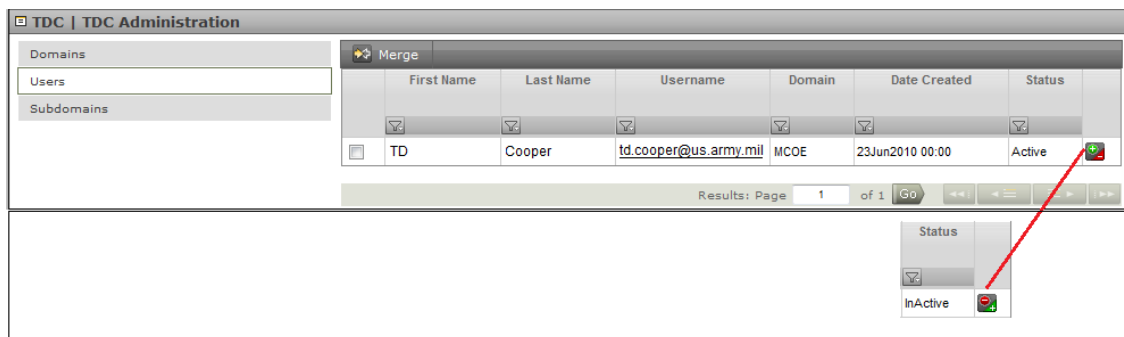 TDC | TDC Administration
Domains
Users
Subdomains
Merge
First Name Last Name Username Domain Date Created Status
TD Cooper td.cooper@us.army.mil MCOE 23Jun2010 00:00 Active
Results: Page 1 of 1 Go
Status
InActive